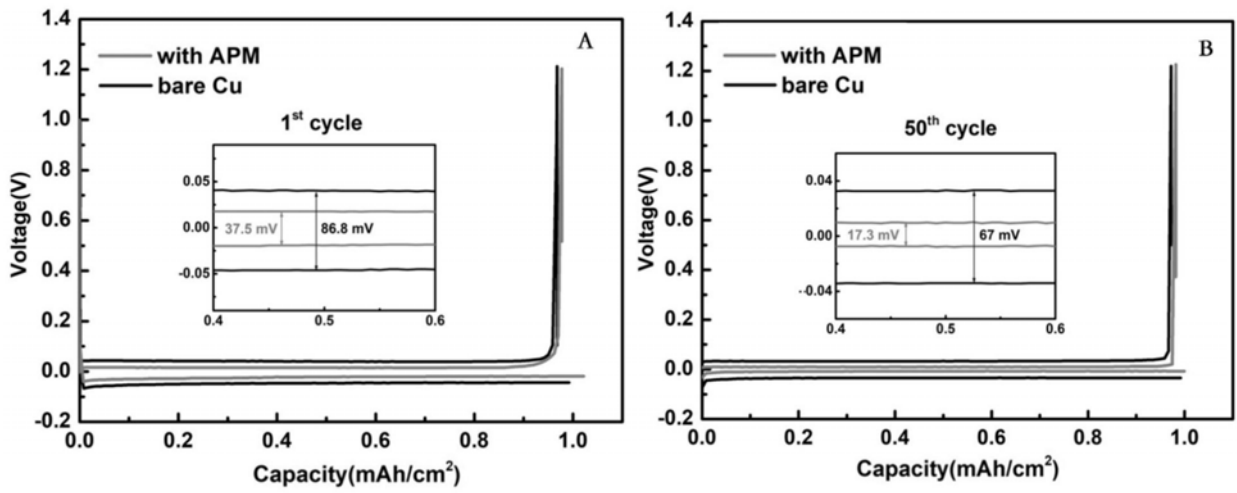 A
with APM
bare Cu
1st cycle
37.5 mV
86.8 mV
0.05
0.00
-0.05
0.4
0.5
0.6
1.4
1.2
1.0
0.8
0.6
0.4
0.2
0.0
-0.2
Voltage(V)
0.0
0.2
0.4
0.6
0.8
1.0
Capacity(mAh/cm2)
B
with APM
bare Cu
50th cycle
17.3 mV
67 mV
0.04
0.00
-0.04
0.4
0.5
0.6
1.4
1.2
1.0
0.8
0.6
0.4
0.2
0.0
-0.2
Voltage(V)
0.0
0.2
0.4
0.6
0.8
1.0
Capacity(mAh/cm2)